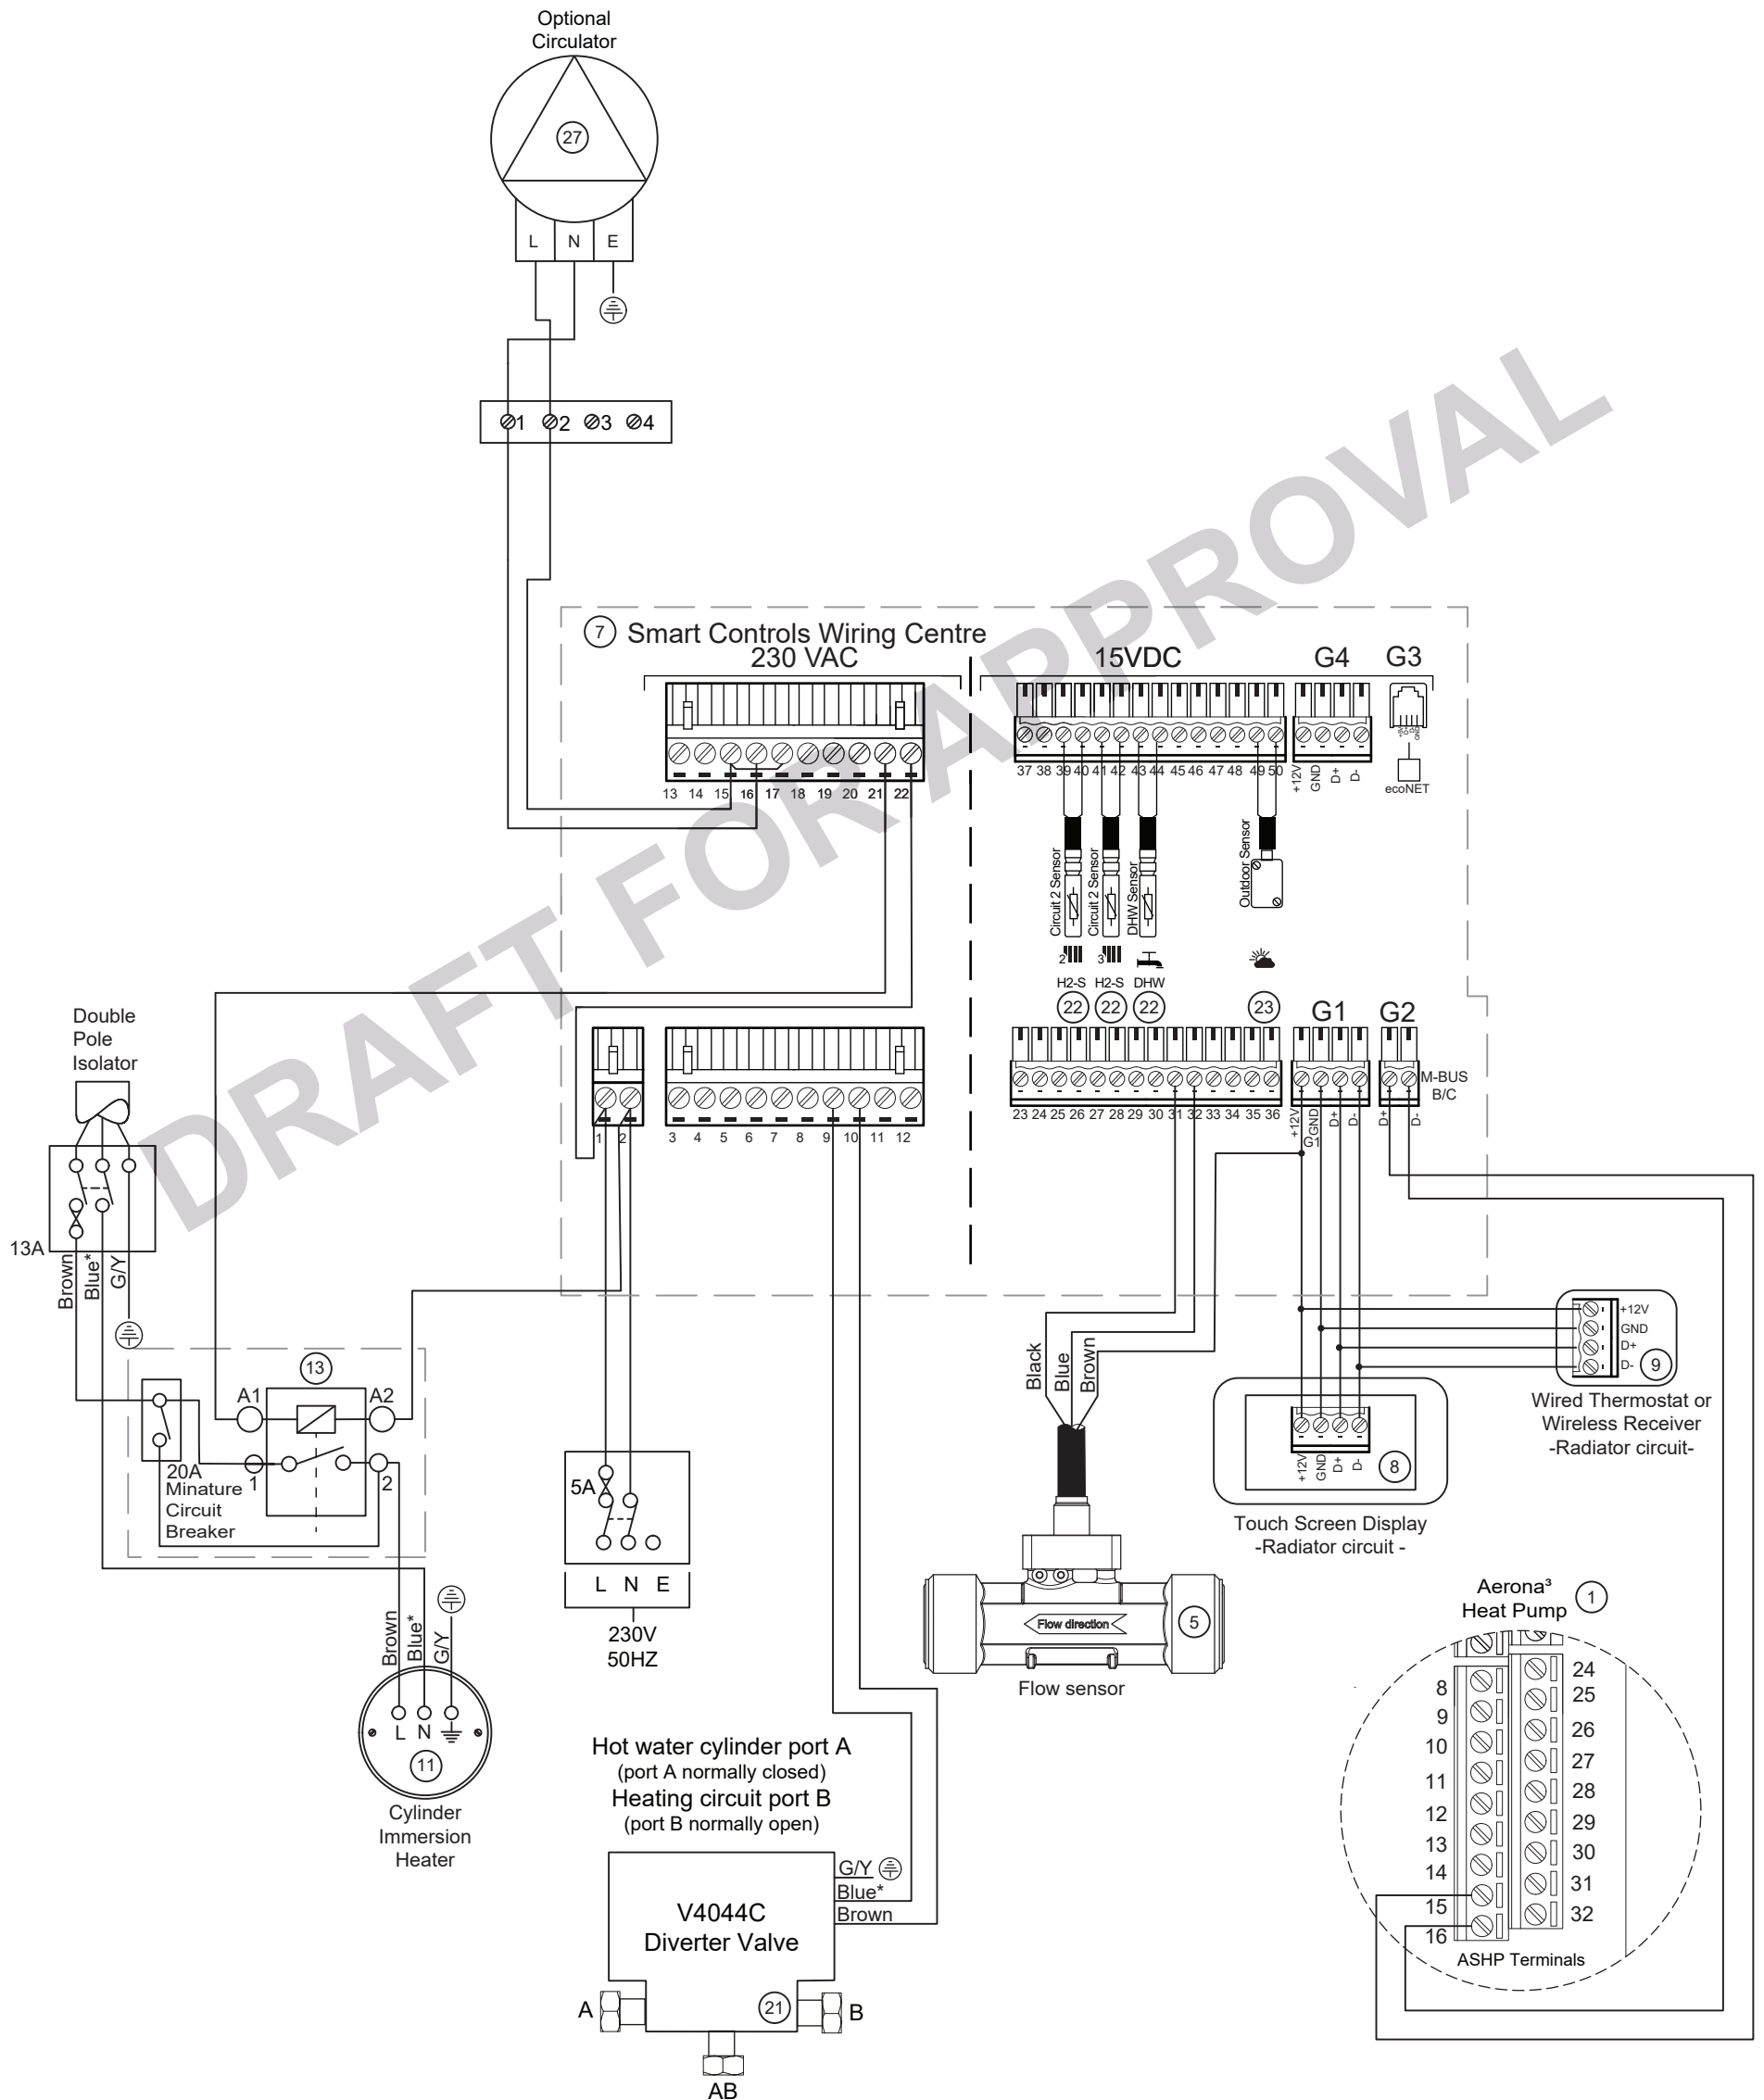 Optional
Circulator
27
L N E
1 2 3 4
DRAFT FOR APPROVAL
7 Smart Controls Wiring Centre
230 VAC
15VDC
G4
G3
13 14 15 16 17 18 19 20 21 22
37 38 39 40 41 42 43 44 45 46 47 48 49 50
+12V GND D+ D-
ecoNET
Circuit 2 Sensor
Circuit 2 Sensor
DHW Sensor
Outdoor Sensor
2
3
H2-S H2-S DHW
22 22 22 23
G1
G2
M-BUS
B/C
1 2
3 4 5 6 7 8 9 10 11 12
23 24 25 26 27 28 29 30 31 32 33 34 35 36
+12V GND D+ D-
G1
D+ D-
Double
Pole
Isolator
13A
Brown
Blue*
G/Y
13
A1 A2
1 2
20A
Minature
Circuit
Breaker
Brown
Blue*
G/Y
L N
11
Cylinder
Immersion
Heater
5A
L N E
230V
50HZ
Black
Blue
Brown
Flow direction
5
Flow sensor
+12V
GND
D+
D-
9
Wired Thermostat or
Wireless Receiver
-Radiator circuit-
+12V GND D+ D-
8
Touch Screen Display
-Radiator circuit -
Aerona³
Heat Pump
1
8
9
10
11
12
13
14
15
16
24
25
26
27
28
29
30
31
32
ASHP Terminals
Hot water cylinder port A
(port A normally closed)
Heating circuit port B
(port B normally open)
G/Y
Blue*
Brown
V4044C
Diverter Valve
21
A
B
AB